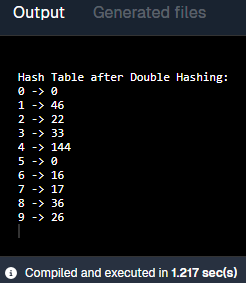 Output Generated files
Hash Table after Double Hashing:
0 -> 0
1 -> 46
2 -> 22
3 -> 33
4 -> 144
5 -> 0
6 -> 16
7 -> 17
8 -> 36
9 -> 26
Compiled and executed in 1.217 sec(s)